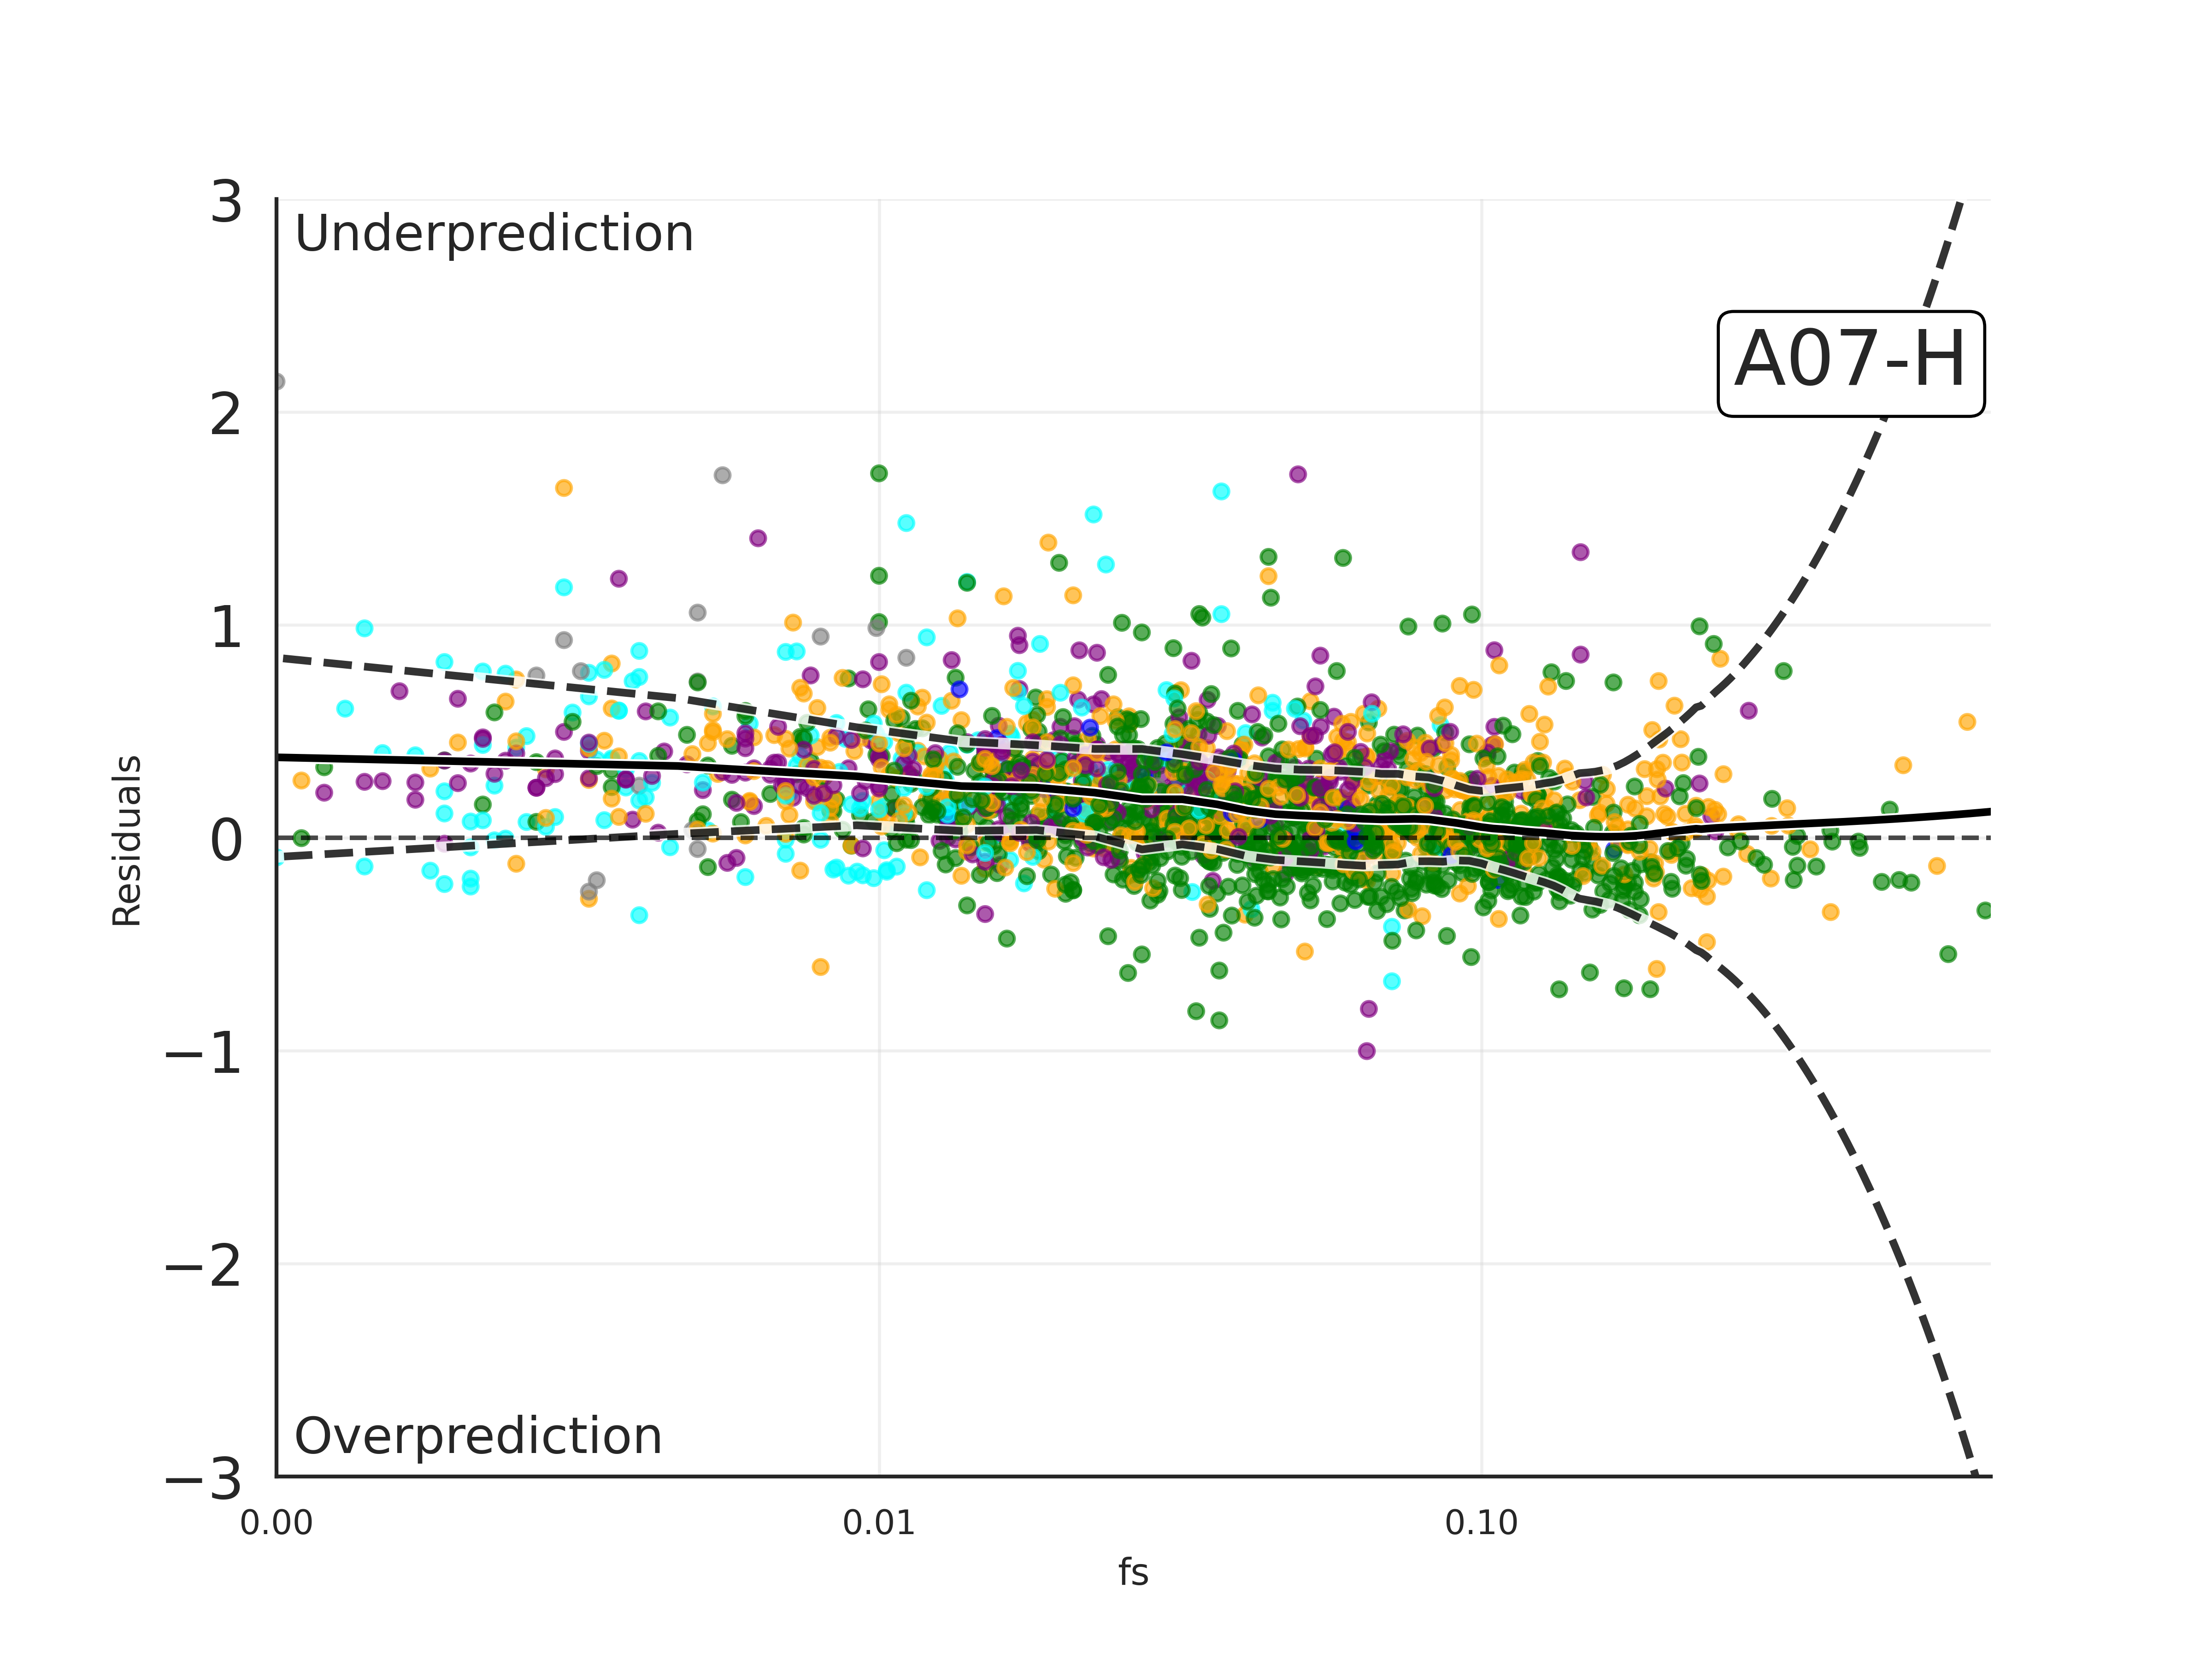 3
Underprediction
A07-H
2
1
0
−1
−2
Overprediction
−3
0.00
0.01
0.10
Residuals
fs